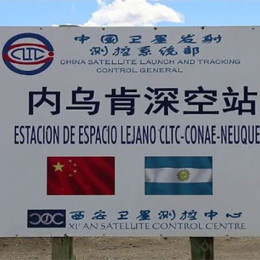 中国卫星发射
测控系统部
CLTC
CHINA SATELLITE LAUNCH AND TRACKING
CONTROL GENERAL
内乌肯深空站
ESTACION DE ESPACIO LEJANO CLTC-CONAE-NEUQUE
西安卫星测控中心
XI'AN SATELLITE CONTROL CENTRE